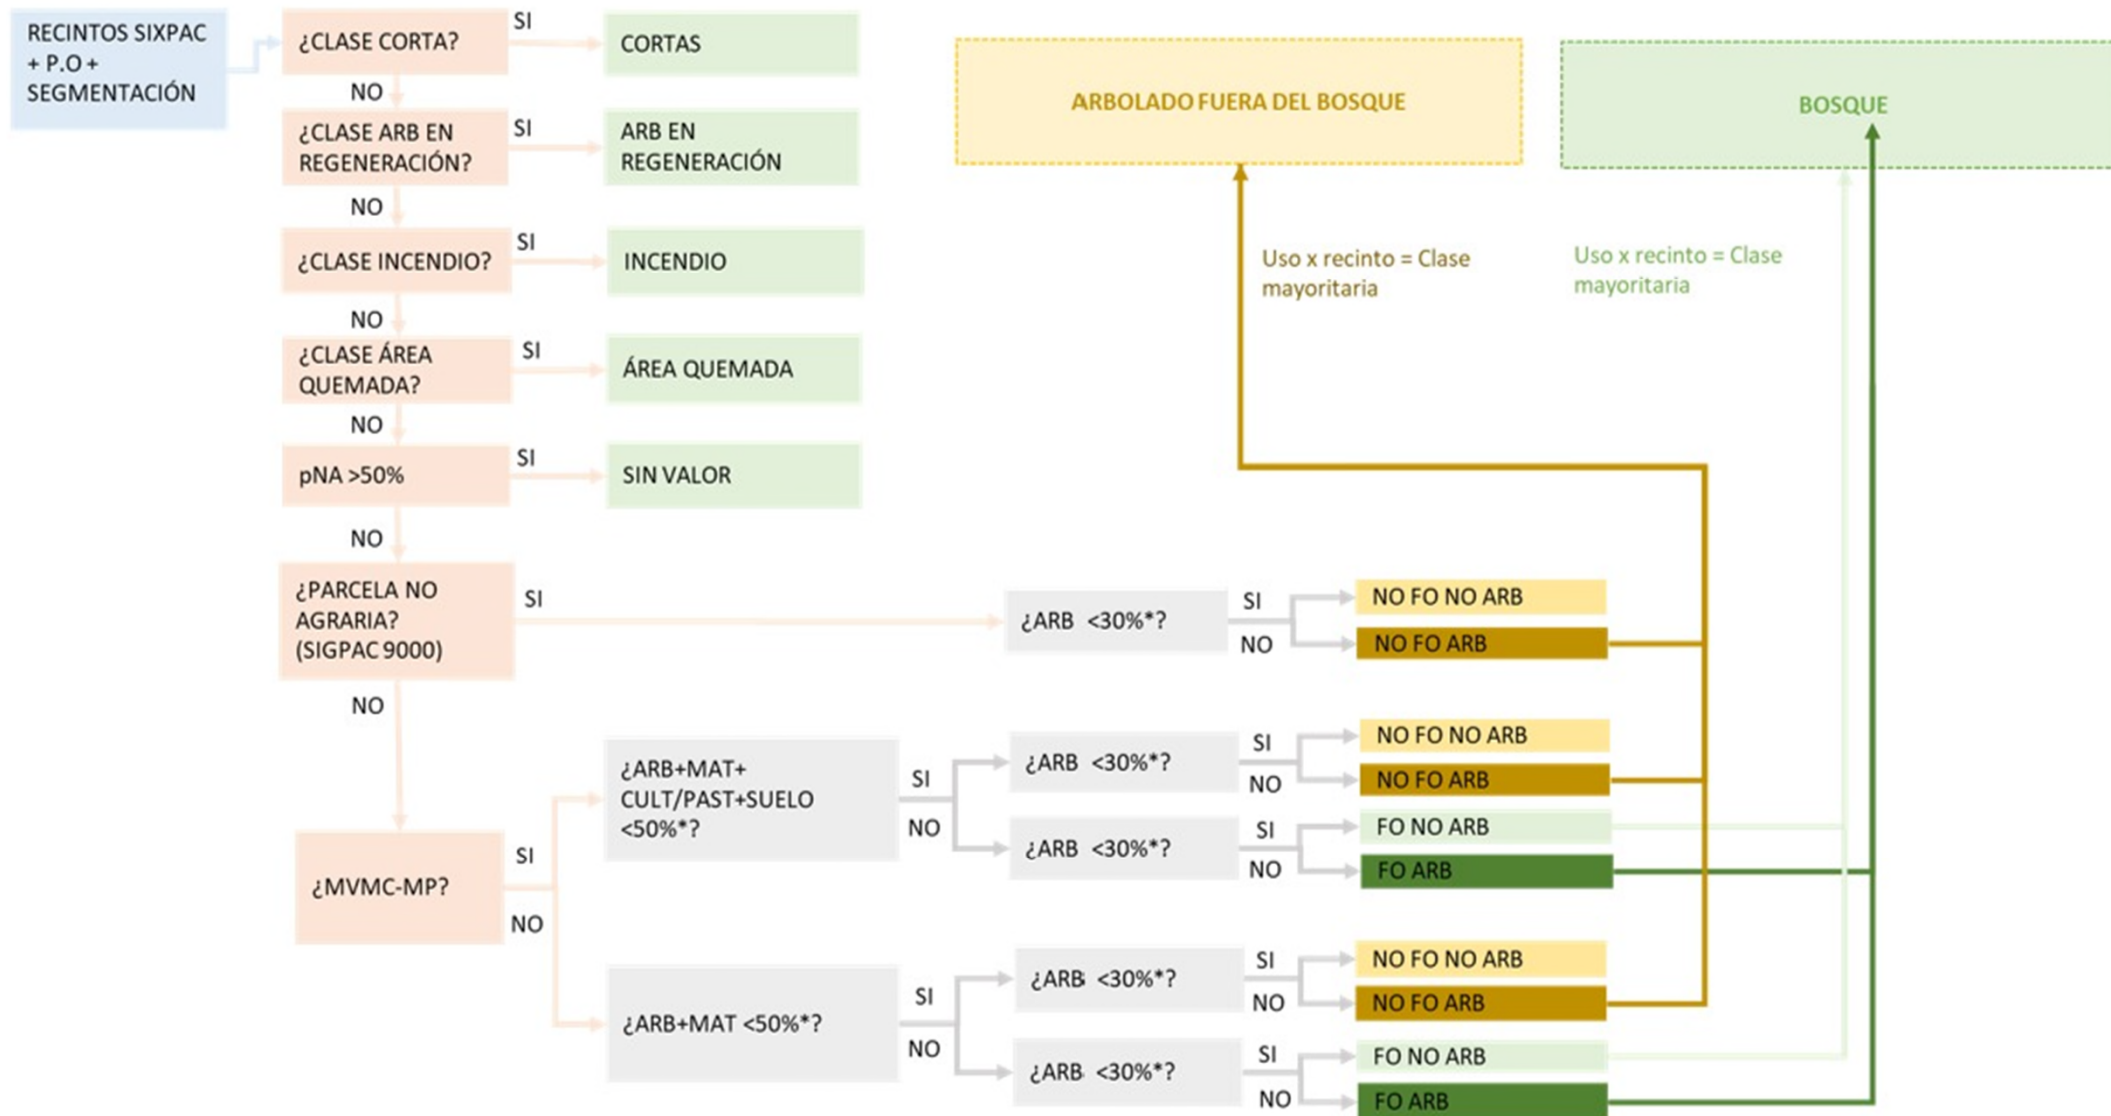 RECINTOS SIXPAC
+ P.O +
SEGMENTACIÓN
¿CLASE CORTA?
SI
CORTAS
NO
¿CLASE ARB EN
REGENERACIÓN?
SI
ARB EN
REGENERACIÓN
NO
¿CLASE INCENDIO?
SI
INCENDIO
NO
¿CLASE ÁREA
QUEMADA?
SI
ÁREA QUEMADA
NO
pNA >50%
SI
SIN VALOR
NO
¿PARCELA NO
AGRARIA?
(SIGPAC 9000)
SI
NO
¿MVMC-MP?
SI
NO
ARBOLADO FUERA DEL BOSQUE
BOSQUE
Uso x recinto = Clase
mayoritaria
Uso x recinto = Clase
mayoritaria
¿ARB <30%*?
SI
NO
NO FO NO ARB
NO FO ARB
¿ARB+MAT+
CULT/PAST+SUELO
<50%*?
SI
NO
¿ARB <30%*?
SI
NO
NO FO NO ARB
NO FO ARB
¿ARB <30%*?
SI
NO
FO NO ARB
FO ARB
¿ARB+MAT <50%*?
SI
NO
¿ARB <30%*?
SI
NO
NO FO NO ARB
NO FO ARB
¿ARB <30%*?
SI
NO
FO NO ARB
FO ARB